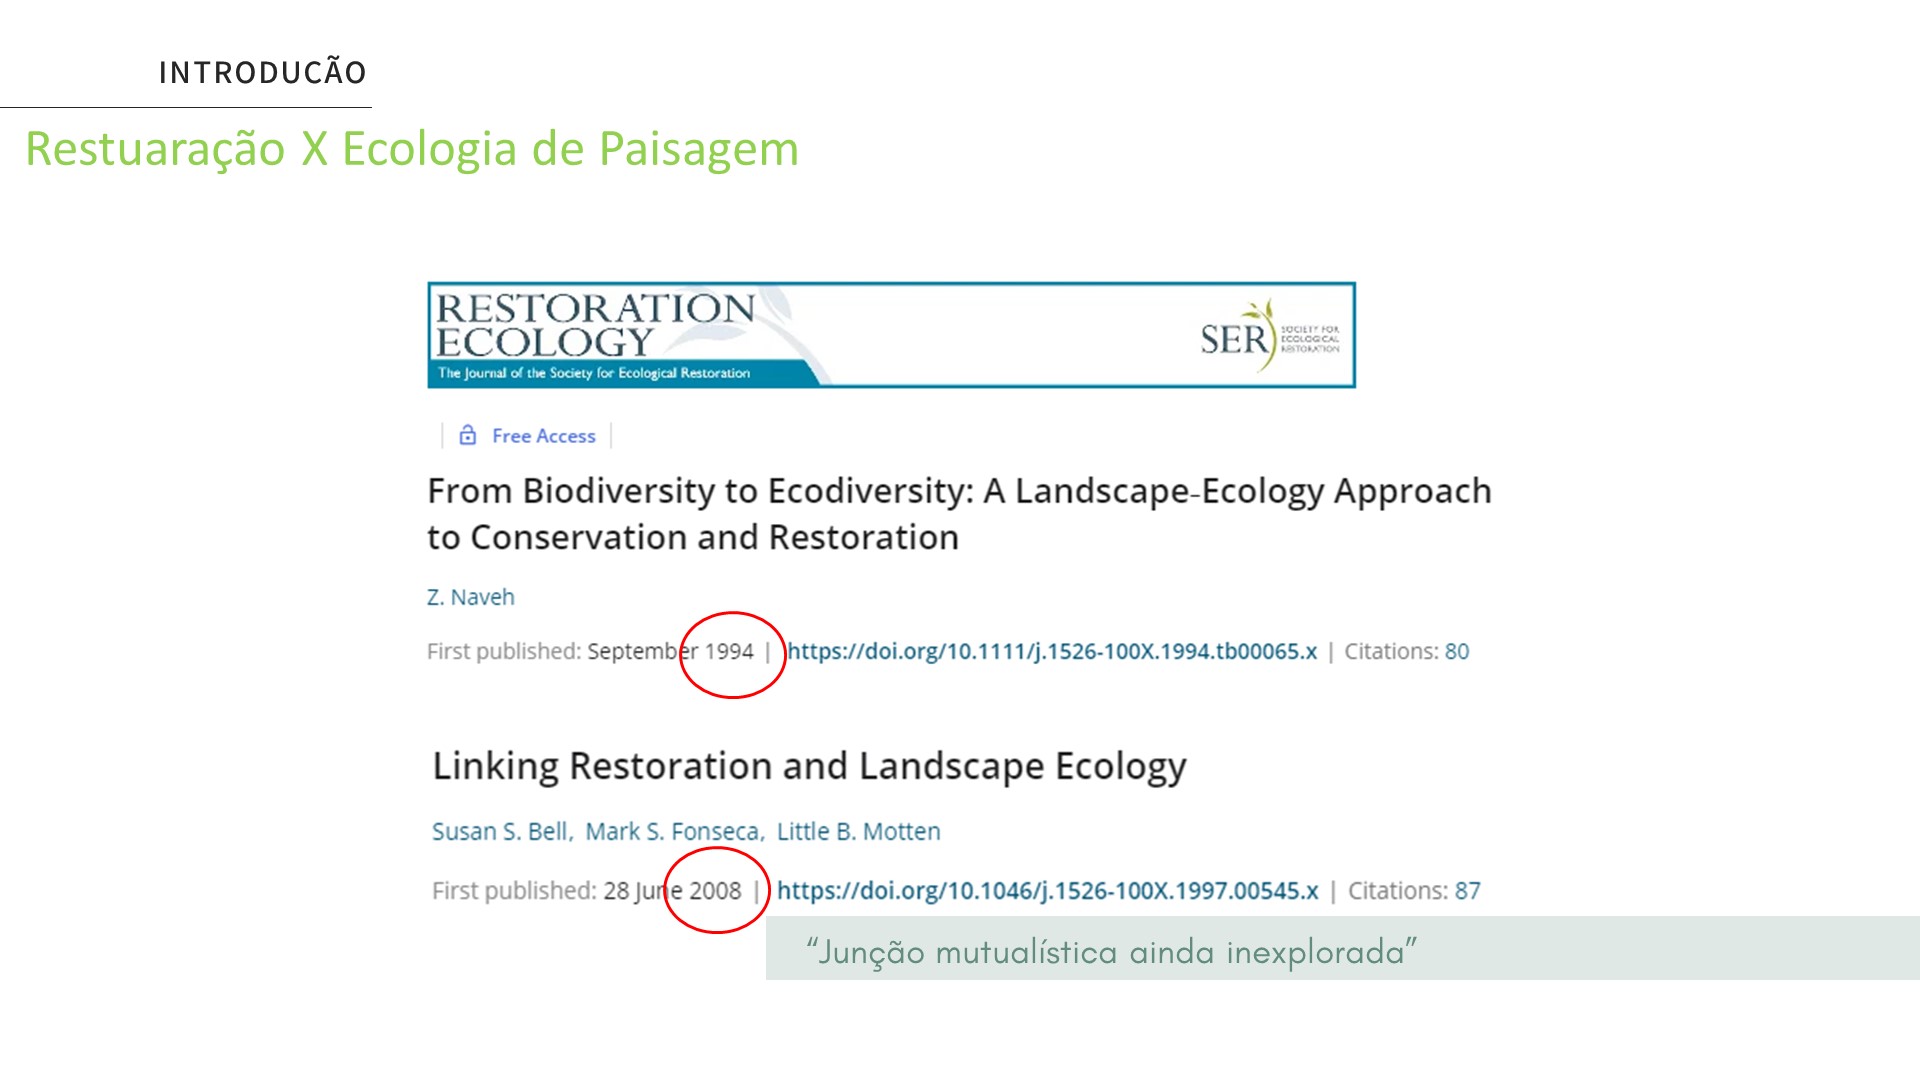 INTRODUCÃO
Restuaração X Ecologia de Paisagem
RESTORATION
ECOLOGY
The Journal of the Society for Ecological Restoration
SER
SOCIETY FOR
ECOLOGICAL
RESTORATION
Free Access
From Biodiversity to Ecodiversity: A Landscape-Ecology Approach
to Conservation and Restoration
Z. Naveh
First published: September 1994 | https://doi.org/10.1111/j.1526-100X.1994.tb00065.x | Citations: 80
Linking Restoration and Landscape Ecology
Susan S. Bell, Mark S. Fonseca, Little B. Motten
First published: 28 June 2008 | https://doi.org/10.1046/j.1526-100X.1997.00545.x | Citations: 87
“Junção mutualística ainda inexplorada”